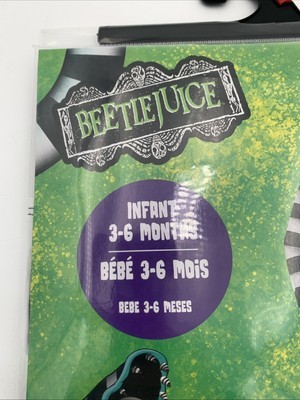 BEETLEJUICE
INFANT
3-6 MONTHS
BÉBÉ 3-6 MOIS
BEBE 3-6 MESES